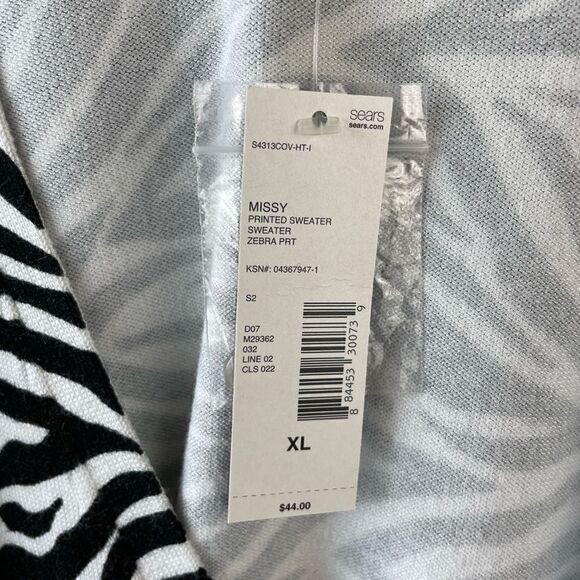 sears
sears.com
S4313COV-HT-I
MISSY
PRINTED SWEATER
SWEATER
ZEBRA PRT
KSN#: 04367947-1
S2
D07
M29362
032
LINE 02
CLS 022
8 84453 30073 9
XL
$44.00